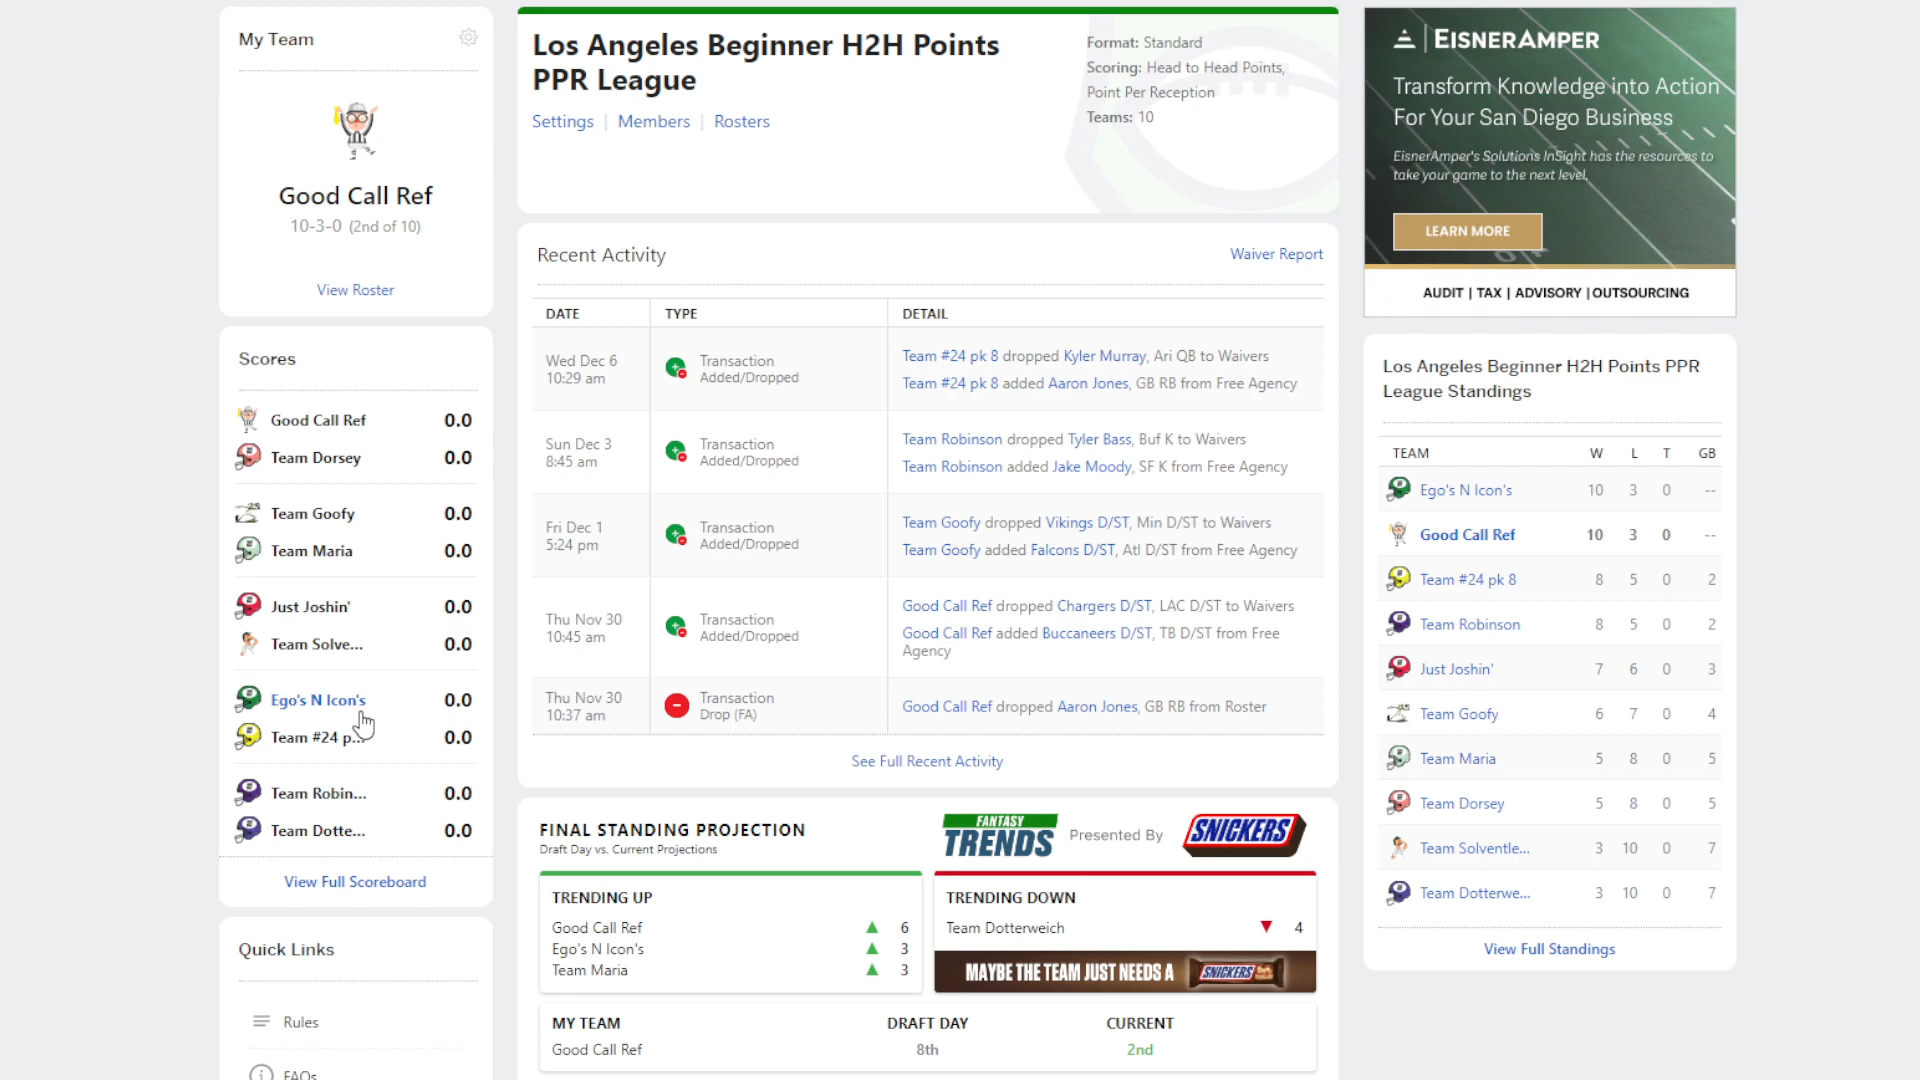 My Team
Good Call Ref
10-3-0 (2nd of 10)
View Roster
Scores
Good Call Ref 0.0
Team Dorsey 0.0
Team Goofy 0.0
Team Maria 0.0
Just Joshin' 0.0
Team Solve... 0.0
Ego's N Icon's 0.0
Team #24 p... 0.0
Team Robin... 0.0
Team Dotte... 0.0
View Full Scoreboard
Quick Links
Rules
FAQs
Los Angeles Beginner H2H Points
PPR League
Settings | Members | Rosters
Format: Standard
Scoring: Head to Head Points,
Point Per Reception
Teams: 10
Recent Activity
Waiver Report
DATE TYPE DETAIL
Wed Dec 6
10:29 am
Transaction
Added/Dropped
Team #24 pk 8 dropped Kyler Murray, Ari QB to Waivers
Team #24 pk 8 added Aaron Jones, GB RB from Free Agency
Sun Dec 3
8:45 am
Transaction
Added/Dropped
Team Robinson dropped Tyler Bass, Buf K to Waivers
Team Robinson added Jake Moody, SF K from Free Agency
Fri Dec 1
5:24 pm
Transaction
Added/Dropped
Team Goofy dropped Vikings D/ST, Min D/ST to Waivers
Team Goofy added Falcons D/ST, Atl D/ST from Free Agency
Thu Nov 30
10:45 am
Transaction
Added/Dropped
Good Call Ref dropped Chargers D/ST, LAC D/ST to Waivers
Good Call Ref added Buccaneers D/ST, TB D/ST from Free
Agency
Thu Nov 30
10:37 am
Transaction
Drop (FA)
Good Call Ref dropped Aaron Jones, GB RB from Roster
See Full Recent Activity
FINAL STANDING PROJECTION
Draft Day vs. Current Projections
FANTASY
TRENDS
Presented By
SNICKERS
TRENDING UP
Good Call Ref 6
Ego's N Icon's 3
Team Maria 3
TRENDING DOWN
Team Dotterweich 4
MAYBE THE TEAM JUST NEEDS A SNICKERS
MY TEAM DRAFT DAY CURRENT
Good Call Ref 8th 2nd
EISNERAMPER
Transform Knowledge into Action
For Your San Diego Business
EisnerAmper's Solutions InSight has the resources to
take your game to the next level.
LEARN MORE
AUDIT | TAX | ADVISORY | OUTSOURCING
Los Angeles Beginner H2H Points PPR
League Standings
TEAM W L T GB
Ego's N Icon's 10 3 0 --
Good Call Ref 10 3 0 --
Team #24 pk 8 8 5 0 2
Team Robinson 8 5 0 2
Just Joshin' 7 6 0 3
Team Goofy 6 7 0 4
Team Maria 5 8 0 5
Team Dorsey 5 8 0 5
Team Solventle... 3 10 0 7
Team Dotterwe... 3 10 0 7
View Full Standings